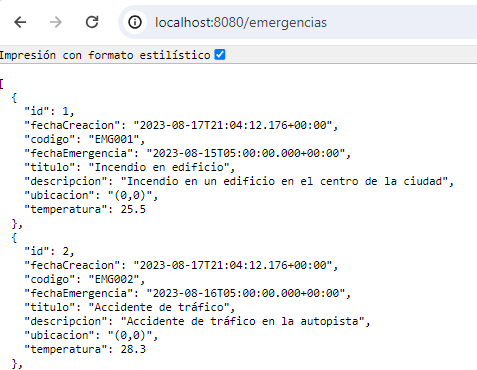 localhost:8080/emergencias
Impresión con formato estilístico
[
  {
    "id": 1,
    "fechaCreacion": "2023-08-17T21:04:12.176+00:00",
    "codigo": "EMG001",
    "fechaEmergencia": "2023-08-15T05:00:00.000+00:00",
    "titulo": "Incendio en edificio",
    "descripcion": "Incendio en un edificio en el centro de la ciudad",
    "ubicacion": "(0,0)",
    "temperatura": 25.5
  },
  {
    "id": 2,
    "fechaCreacion": "2023-08-17T21:04:12.176+00:00",
    "codigo": "EMG002",
    "fechaEmergencia": "2023-08-16T05:00:00.000+00:00",
    "titulo": "Accidente de tráfico",
    "descripcion": "Accidente de tráfico en la autopista",
    "ubicacion": "(0,0)",
    "temperatura": 28.3
  },